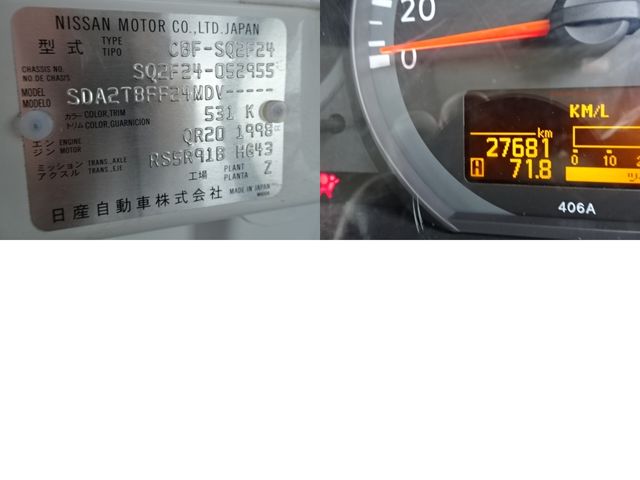 NISSAN MOTOR CO.,LTD.JAPAN
型式 TYPE TIPO CBF-SQ2F24
CHASSIS NO. NO.DE CHASIS SQ2F24-052955
MODEL MODELO SDA2T8FF24MDV-----
カラー COLOR,TRIM トリム COLOR,GUARNICION 531 K
エンジン ENGINE MOTOR QR20 1998
ミッション アクスル TRANS.,AXLE TRANS.,EJE RS5R91B HG43
工場 PLANT PLANTA Z
日産自動車株式会社 MADE IN JAPAN
20
0
KM/L
km
27681
A 71.8
0 10
406A